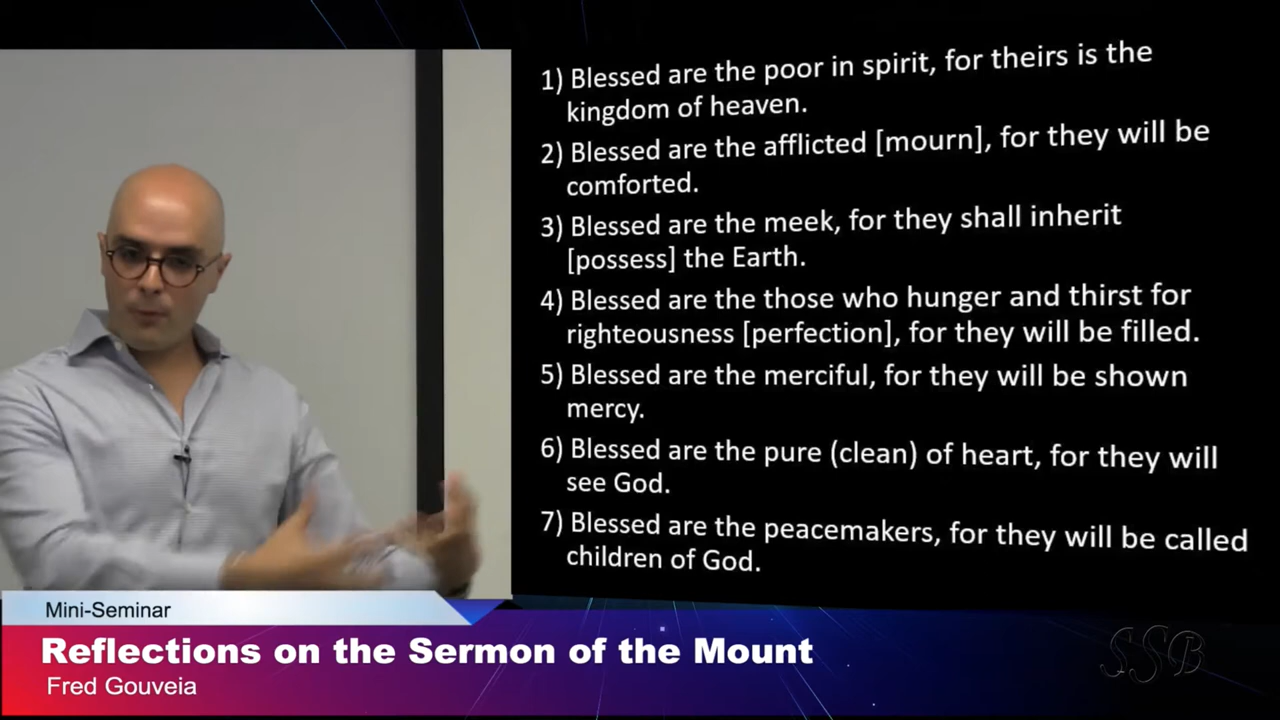 1) Blessed are the poor in spirit, for theirs is the
kingdom of heaven.
2) Blessed are the afflicted [mourn], for they will be
comforted.
3) Blessed are the meek, for they shall inherit
[possess] the Earth.
4) Blessed are the those who hunger and thirst for
righteousness [perfection], for they will be filled.
5) Blessed are the merciful, for they will be shown
mercy.
6) Blessed are the pure (clean) of heart, for they will
see God.
7) Blessed are the peacemakers, for they will be called
children of God.
Mini-Seminar
Reflections on the Sermon of the Mount
Fred Gouveia
SSB